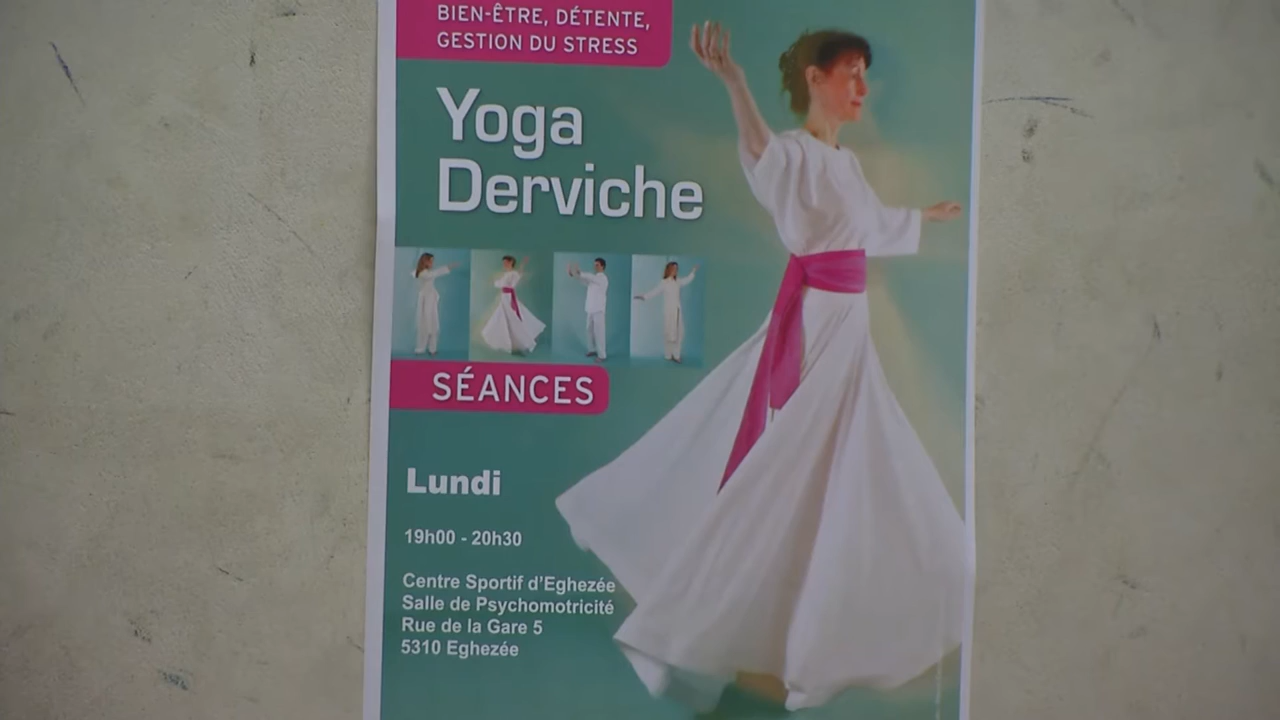 BIEN-ÊTRE, DÉTENTE,
GESTION DU STRESS
Yoga
Derviche
SÉANCES
Lundi
19h00 - 20h30
Centre Sportif d'Eghezée
Salle de Psychomotricité
Rue de la Gare 5
5310 Eghezée